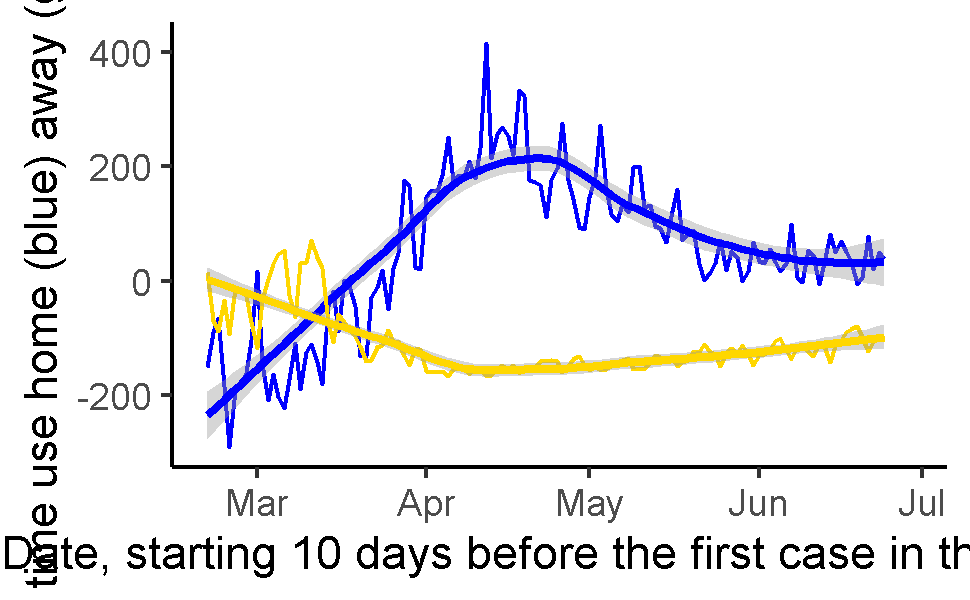 time use home (blue) away (
400
200
0
-200
Mar Apr May Jun Jul
Date, starting 10 days before the first case in th